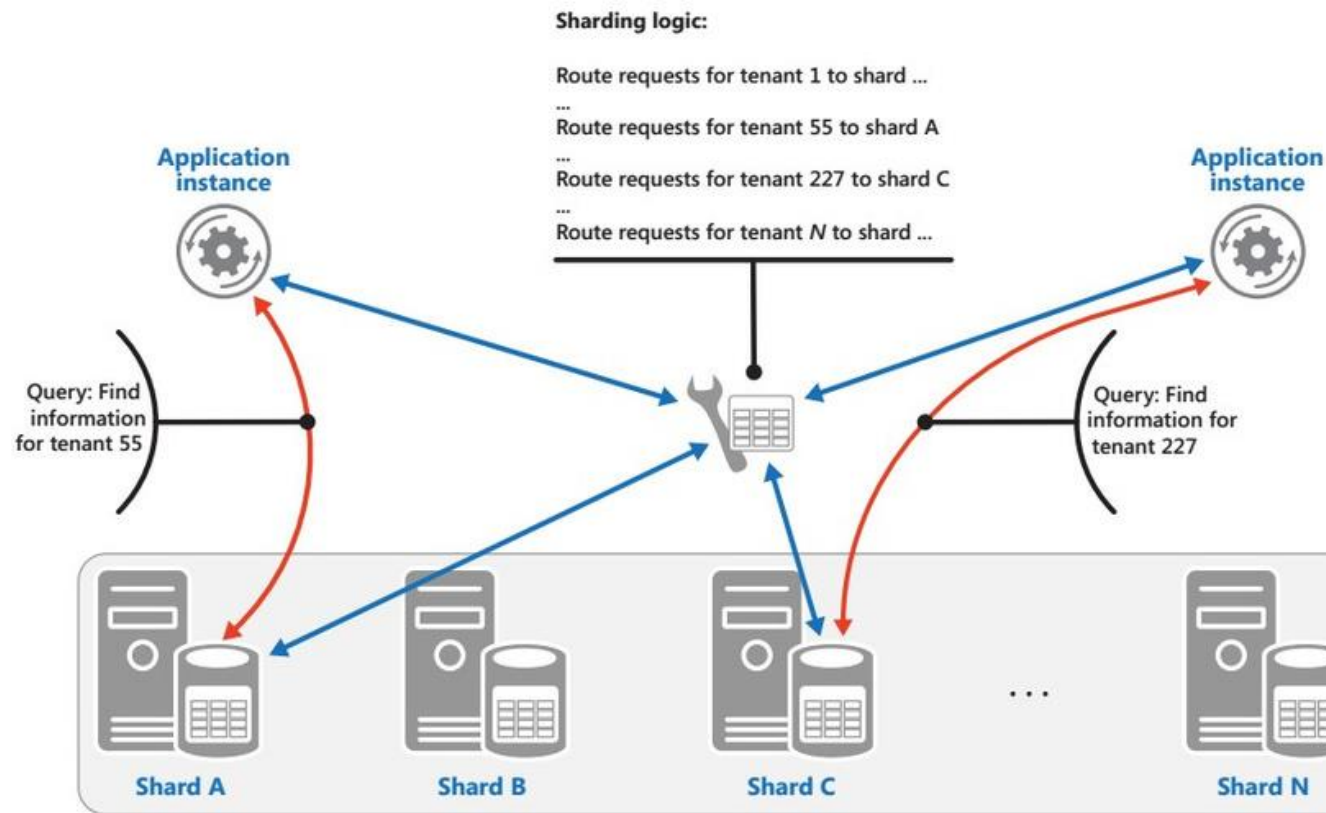 Sharding logic:
Route requests for tenant 1 to shard ...
...
Route requests for tenant 55 to shard A
...
Route requests for tenant 227 to shard C
...
Route requests for tenant N to shard ...
Application
instance
Application
instance
Query: Find
information
for tenant 55
Query: Find
information for
tenant 227
...
Shard A
Shard B
Shard C
Shard N